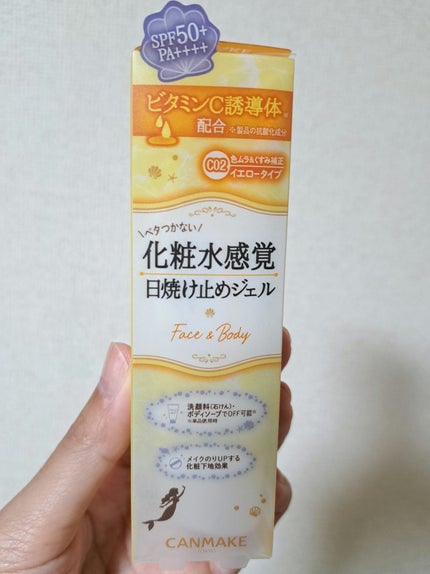 SPF50+
PA++++
ビタミンC誘導体※
配合 ※製品の抗酸化成分
C02 色ムラ&くすみ補正
イエロータイプ
\ベタつかない/
化粧水感覚
日焼け止めジェル
Face & Body
洗顔料(石けん)・
ボディソープでOFF可能※
※単品使用時
メイクのりUPする
化粧下地効果
CANMAKE
TOKYO